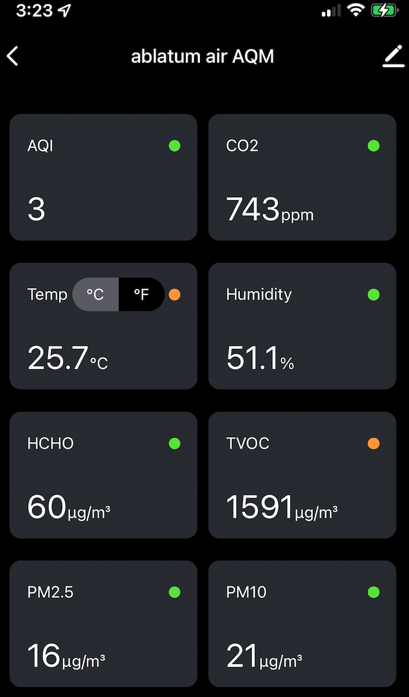 3:23
ablatum air AQM
AQI
CO2
3
743ppm
Temp °C °F
Humidity
25.7°C
51.1%
HCHO
TVOC
60µg/m³
1591µg/m³
PM2.5
PM10
16µg/m³
21µg/m³